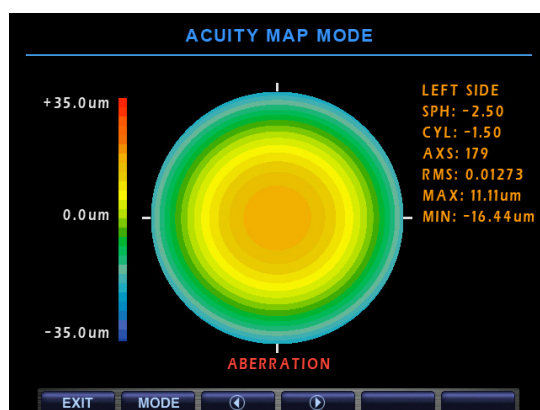 ACUITY MAP MODE
+35.0um
0.0um
-35.0um
LEFT SIDE
SPH: -2.50
CYL: -1.50
AXS: 179
RMS: 0.01273
MAX: 11.11um
MIN: -16.44um
ABERRATION
EXIT MODE